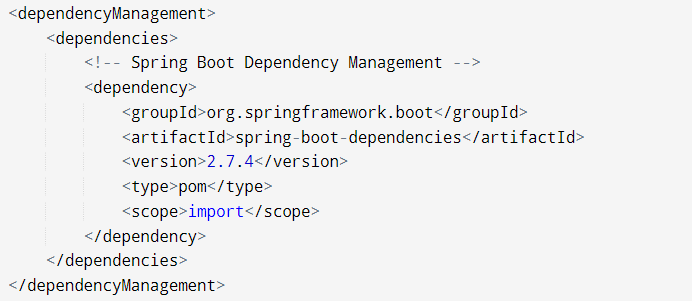 <dependencyManagement>
    <dependencies>
        <!-- Spring Boot Dependency Management -->
        <dependency>
            <groupId>org.springframework.boot</groupId>
            <artifactId>spring-boot-dependencies</artifactId>
            <version>2.7.4</version>
            <type>pom</type>
            <scope>import</scope>
        </dependency>
    </dependencies>
</dependencyManagement>